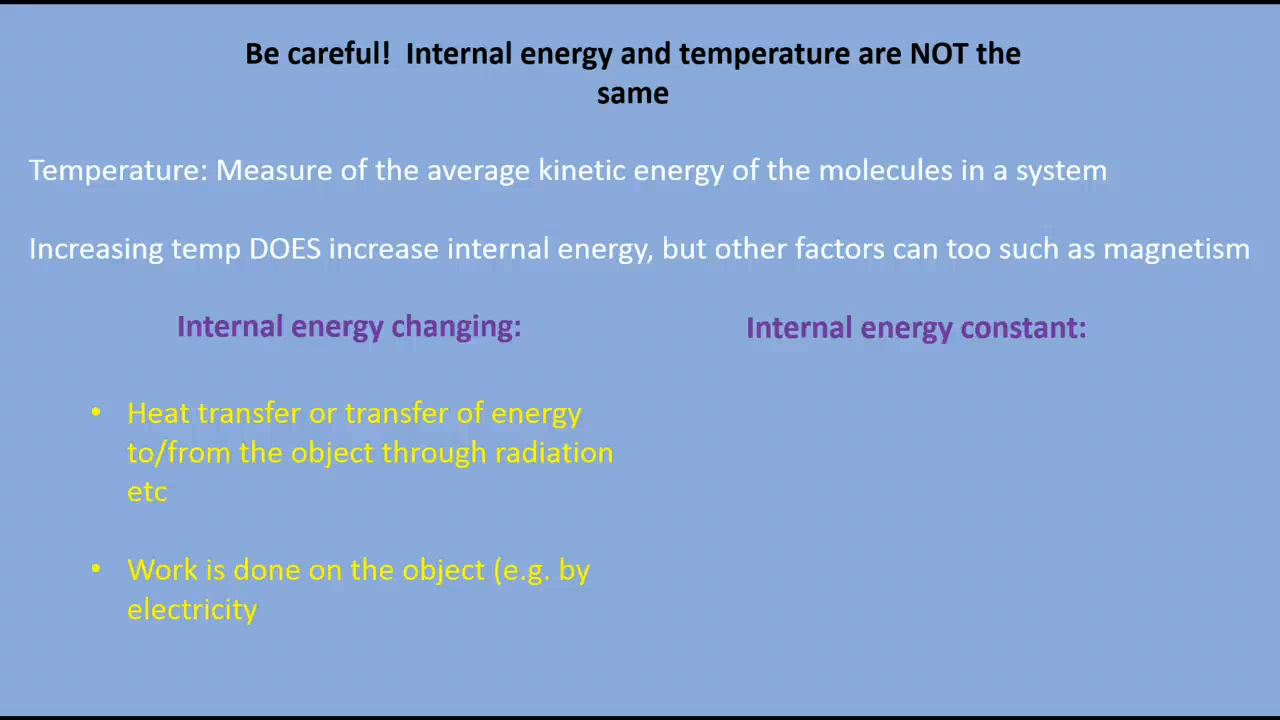 Be careful!  Internal energy and temperature are NOT the
same
Temperature: Measure of the average kinetic energy of the molecules in a system
Increasing temp DOES increase internal energy, but other factors can too such as magnetism
Internal energy changing:
• Heat transfer or transfer of energy
to/from the object through radiation
etc
• Work is done on the object (e.g. by
electricity
Internal energy constant: